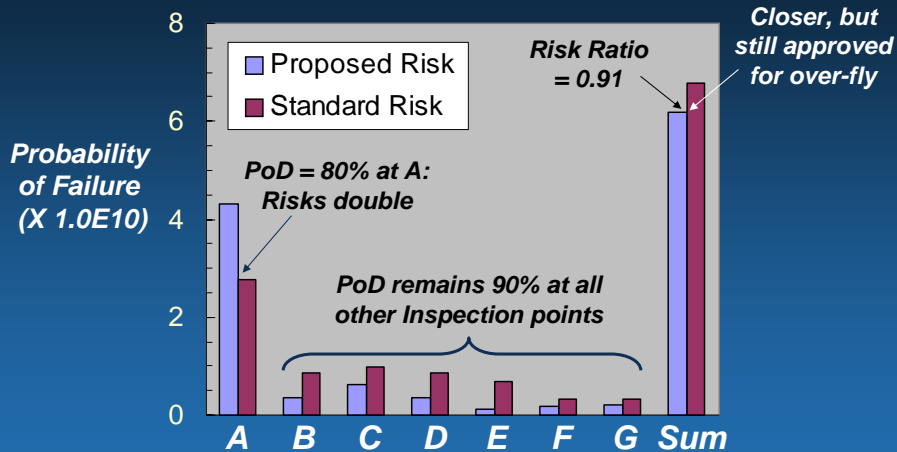 8
6
4
2
0
Probability
of Failure
(X 1.0E10)
Proposed Risk
Standard Risk
Risk Ratio
= 0.91
Closer, but
still approved
for over-fly
PoD = 80% at A:
Risks double
PoD remains 90% at all
other Inspection points
A B C D E F G Sum